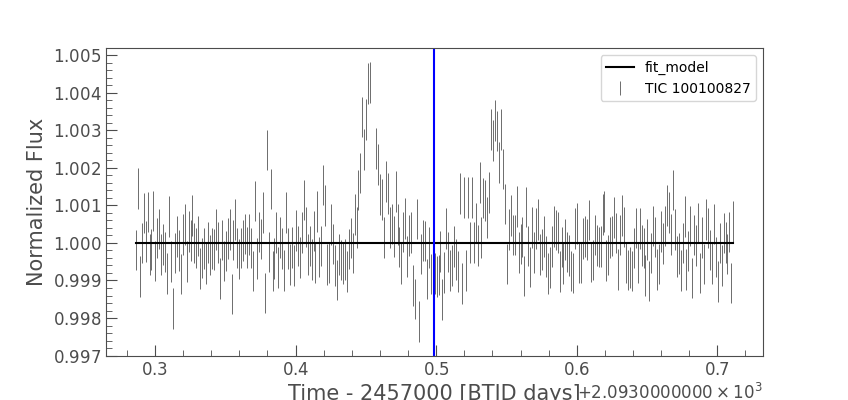 1.005
1.004
1.003
1.002
1.001
1.000
0.999
0.998
0.997
Normalized Flux
fit_model
TIC 100100827
0.3 0.4 0.5 0.6 0.7
Time - 2457000 [BTJD days]
+2.0930000000 × 10³